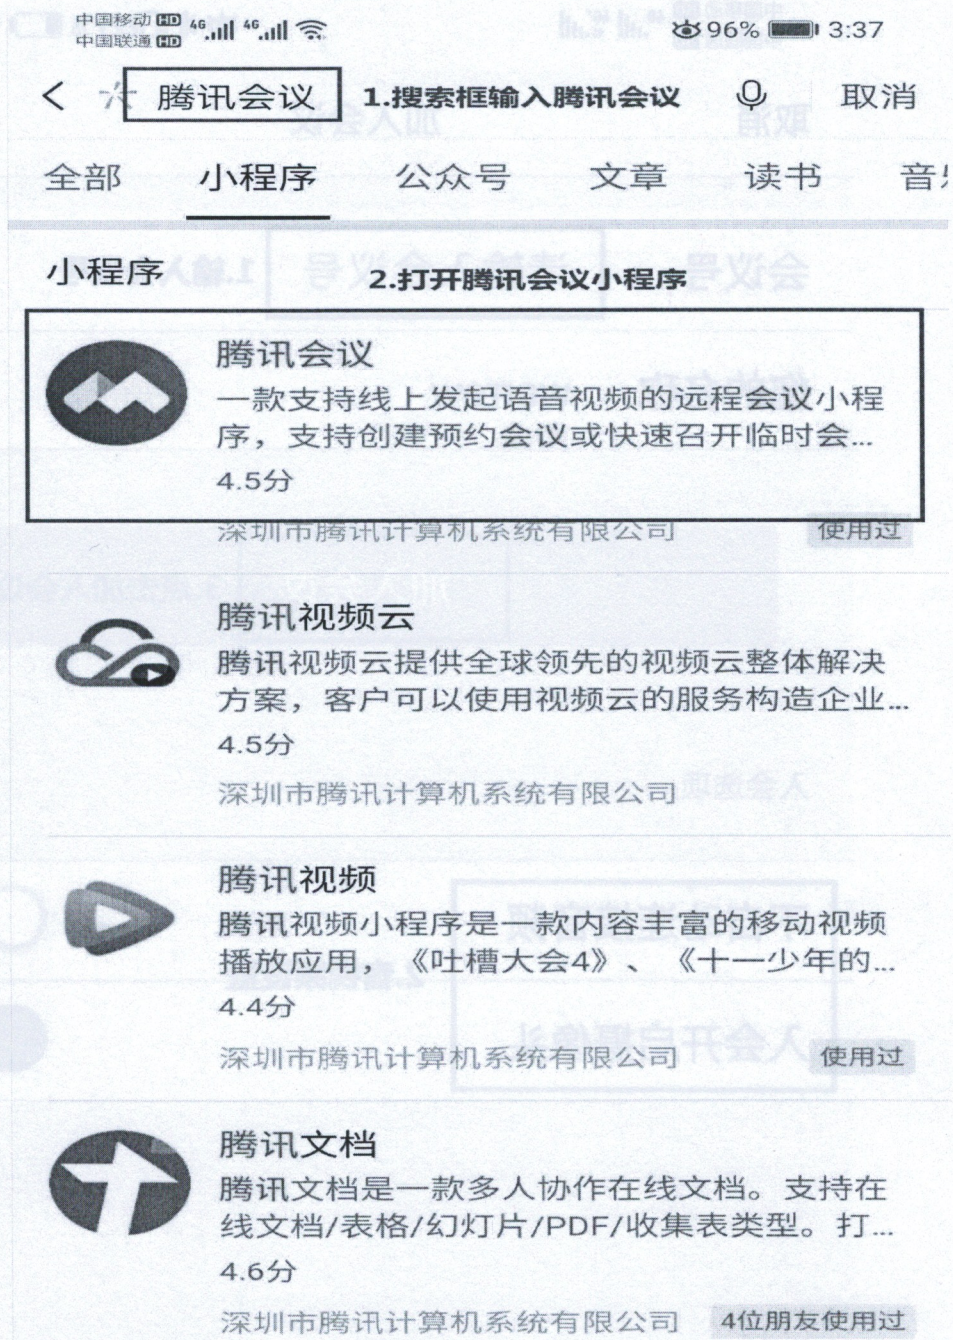 中国移动 HD 4G 4G 96% 3:37
中国联通 HD
腾讯会议 1.搜索框输入腾讯会议 取消
全部 小程序 公众号 文章 读书
小程序 2.打开腾讯会议小程序
腾讯会议
一款支持线上发起语音视频的远程会议小程
序，支持创建预约会议或快速召开临时会...
4.5分
深圳市腾讯计算机系统有限公司 使用过
腾讯视频云
腾讯视频云提供全球领先的视频云整体解决
方案，客户可以使用视频云的服务构造企业...
4.5分
深圳市腾讯计算机系统有限公司
腾讯视频
腾讯视频小程序是一款内容丰富的移动视频
播放应用，《吐槽大会4》、《十一少年的...
4.4分
深圳市腾讯计算机系统有限公司 使用过
腾讯文档
腾讯文档是一款多人协作在线文档。支持在
线文档/表格/幻灯片/PDF/收集表类型。打...
4.6分
深圳市腾讯计算机系统有限公司 4位朋友使用过